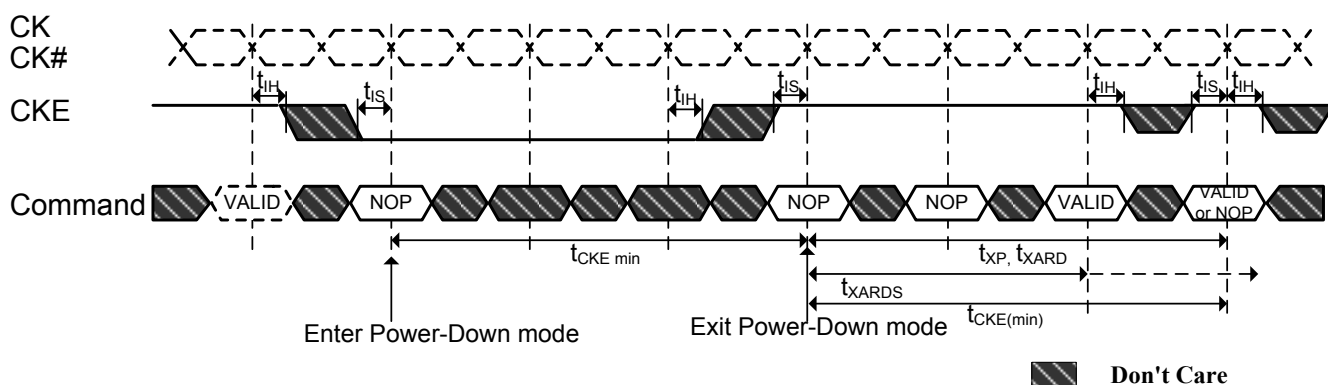 CK
CK#
tIH
tIS
tIH
tIS
tIH
tIS
tIH
CKE
Command
VALID
NOP
NOP
NOP
VALID
VALID
or NOP
tCKE min
tXP, tXARD
tXARDS
tCKE(min)
Enter Power-Down mode
Exit Power-Down mode
Don't Care